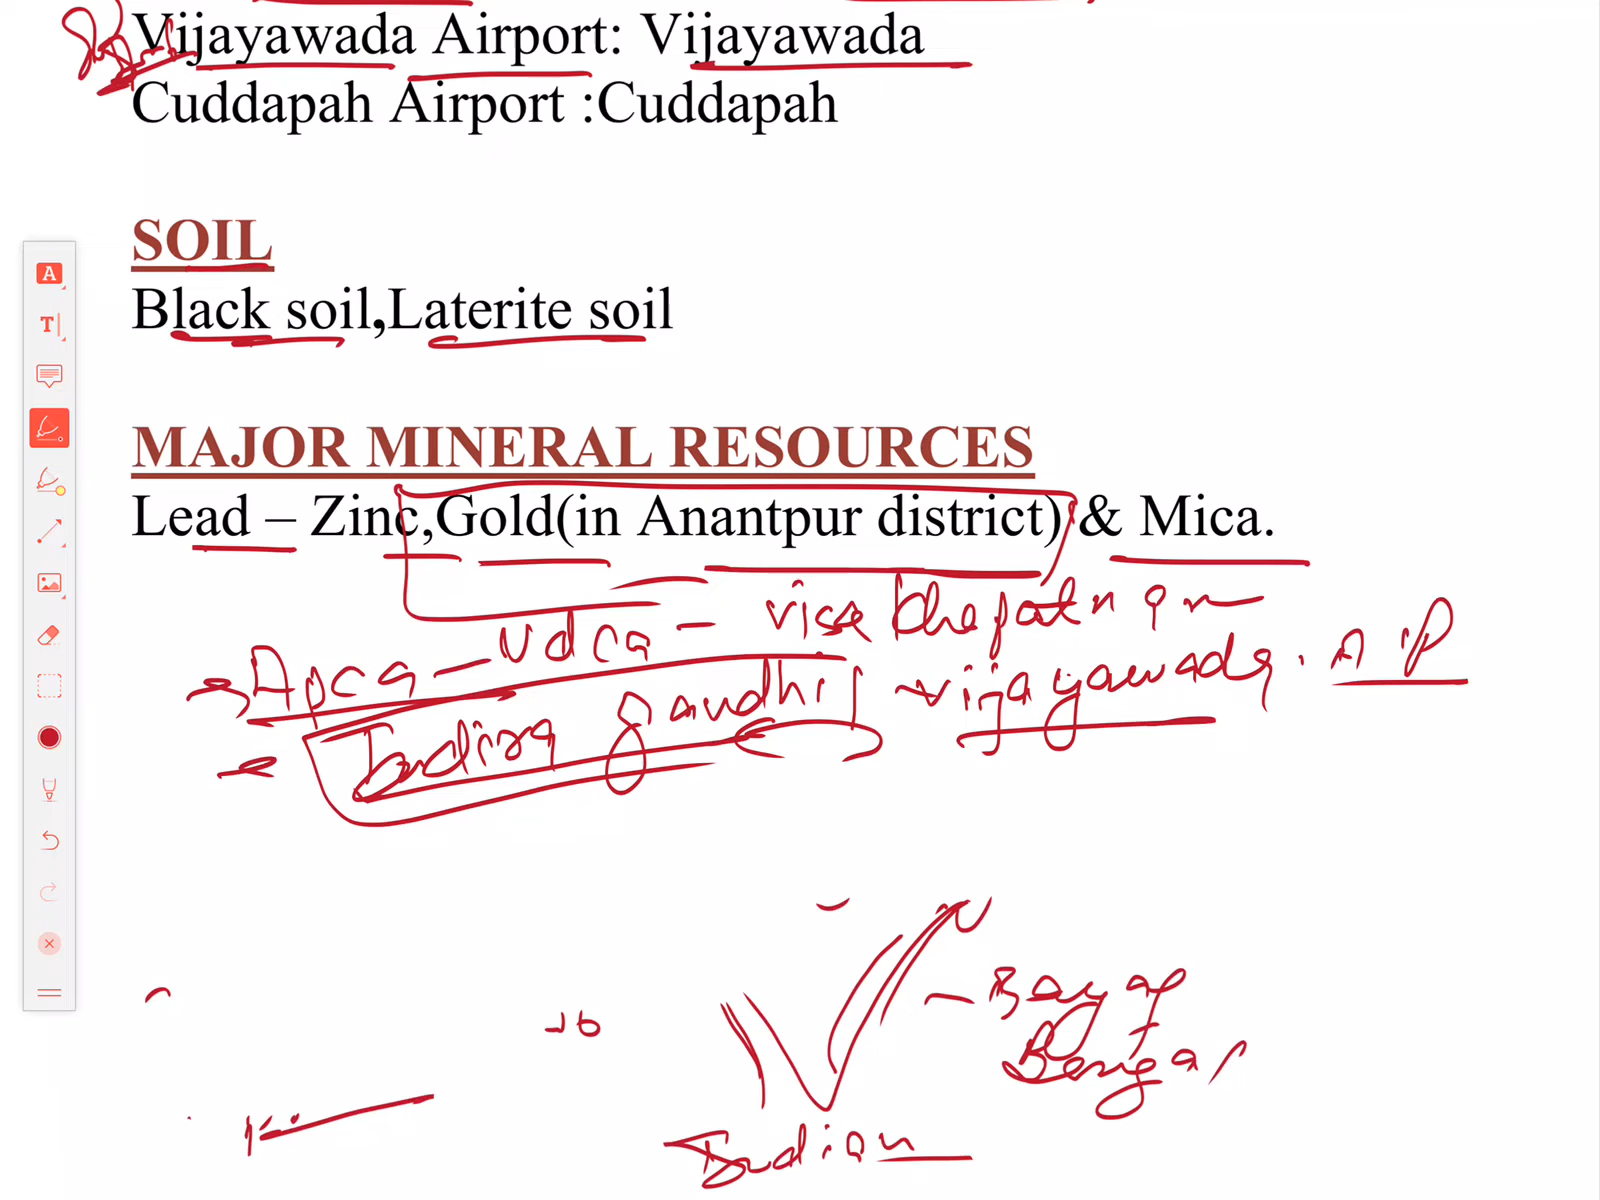 Vijayawada Airport: Vijayawada
Cuddapah Airport :Cuddapah
SOIL
Black soil,Laterite soil
MAJOR MINERAL RESOURCES
Lead – Zinc,Gold(in Anantpur district) & Mica.
Apca – vdca – visakhapatnam
Indira gandhi vijayawada. A P
Bay of
Bengal
Indian